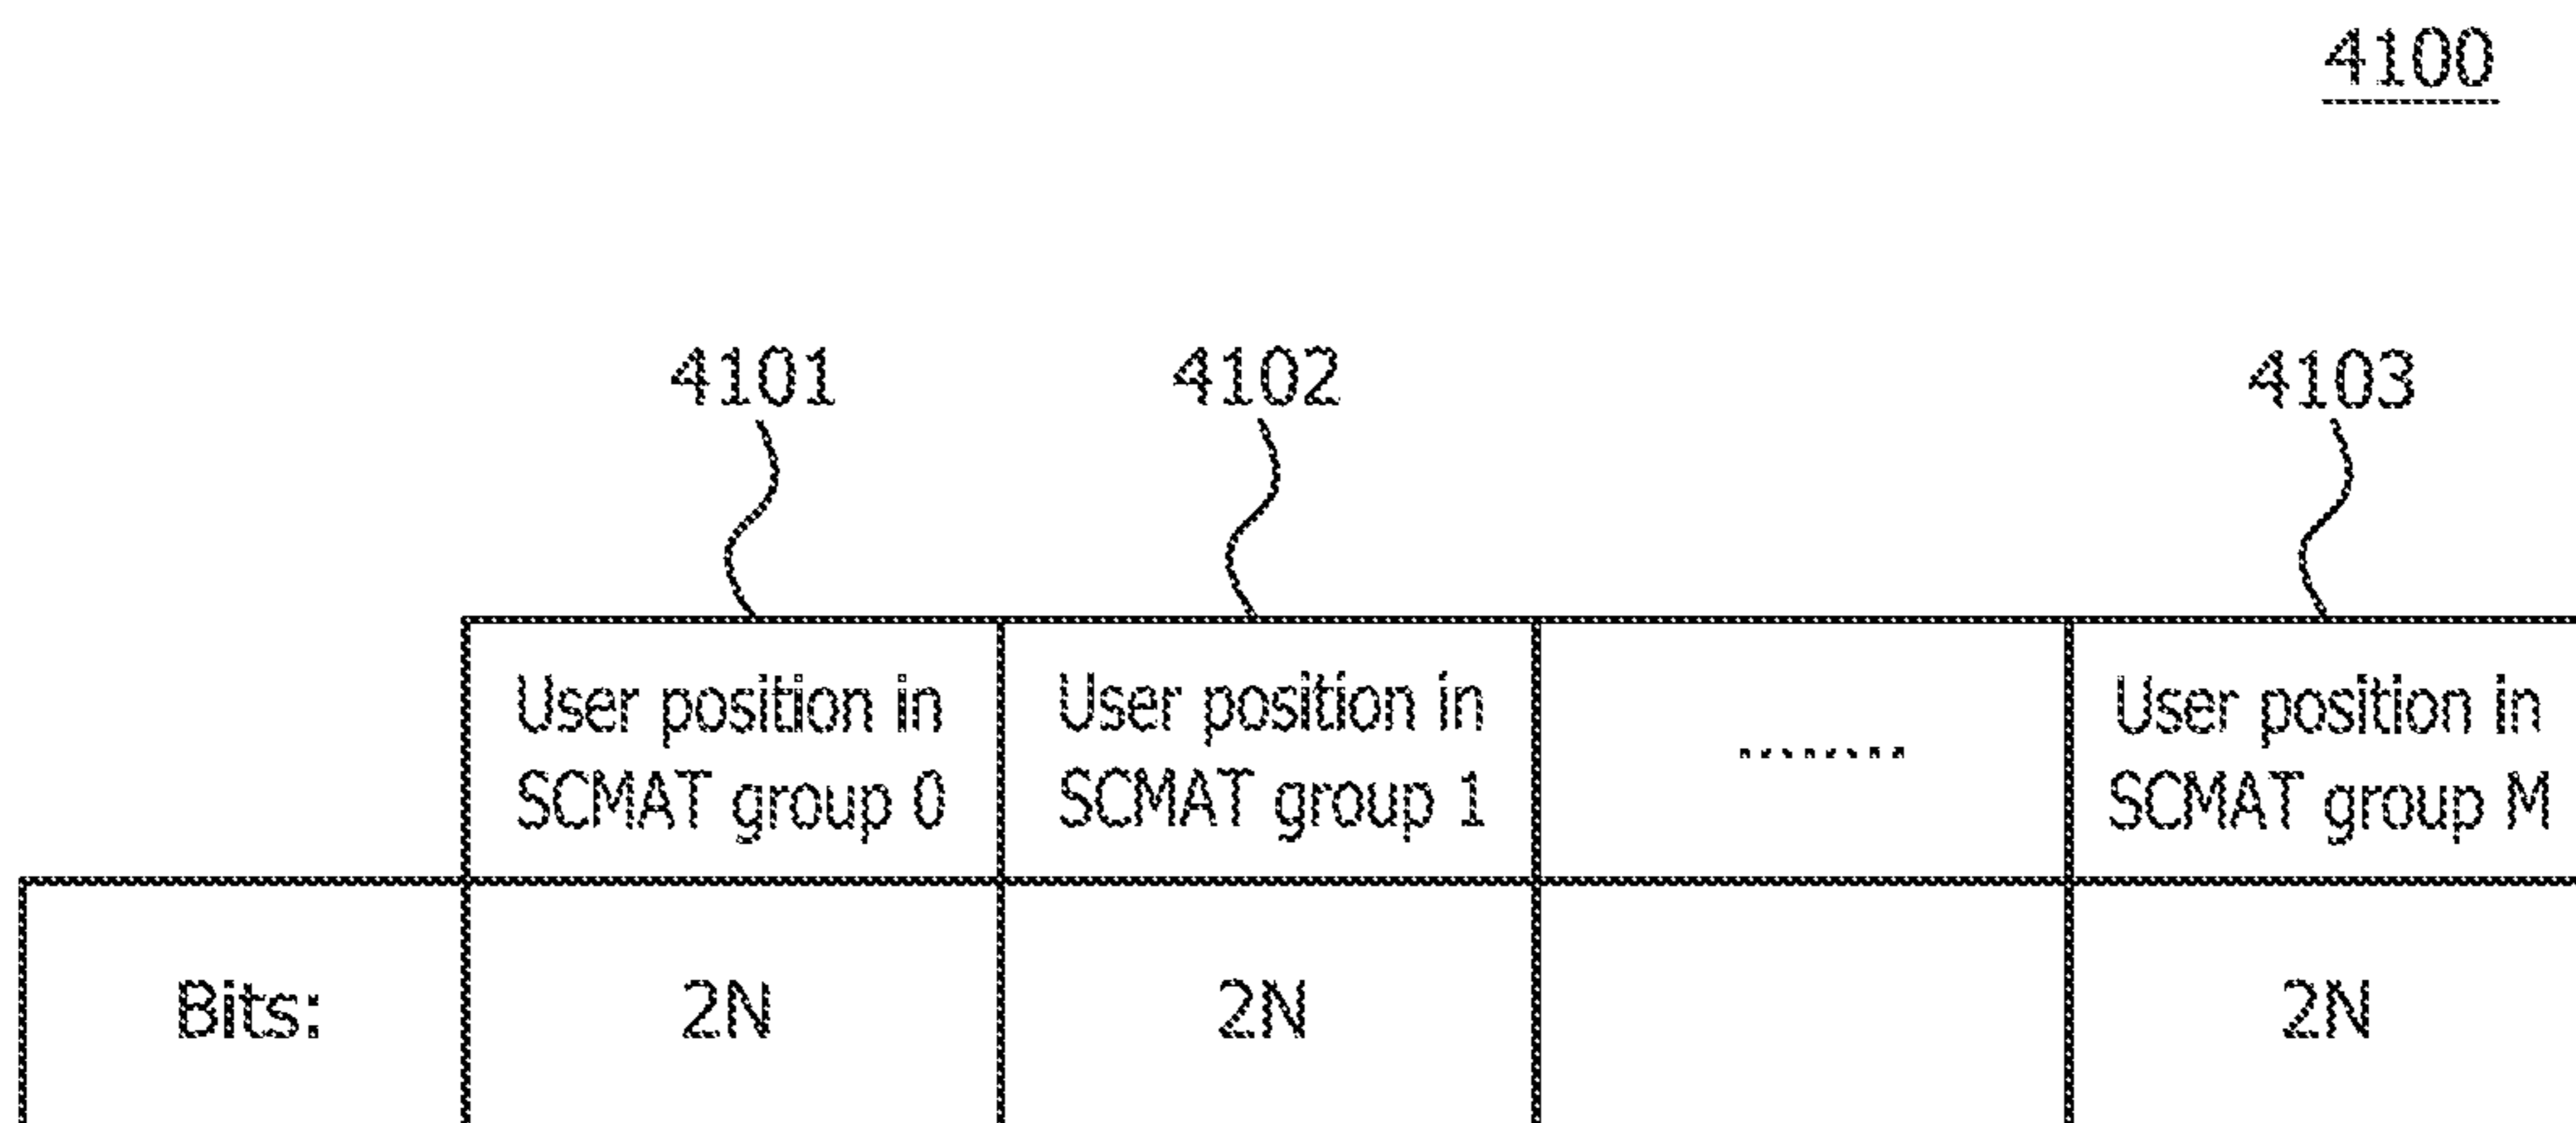 4100
4101 4102 4103
User position in User position in User position in
SCMAT group 0 SCMAT group 1 ........ SCMAT group M
Bits: 2N 2N 2N